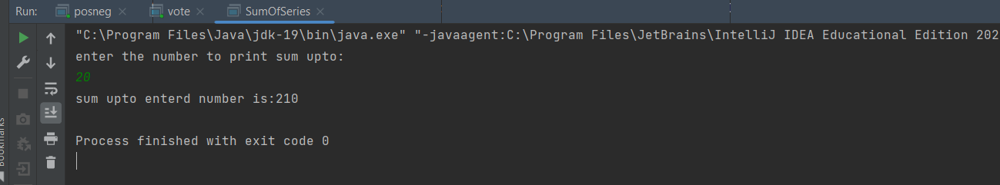 Run: posneg vote SumOfSeries
"C:\Program Files\Java\jdk-19\bin\java.exe" "-javaagent:C:\Program Files\JetBrains\IntelliJ IDEA Educational Edition 202
enter the number to print sum upto:
20
sum upto enterd number is:210
Process finished with exit code 0
Bookmarks